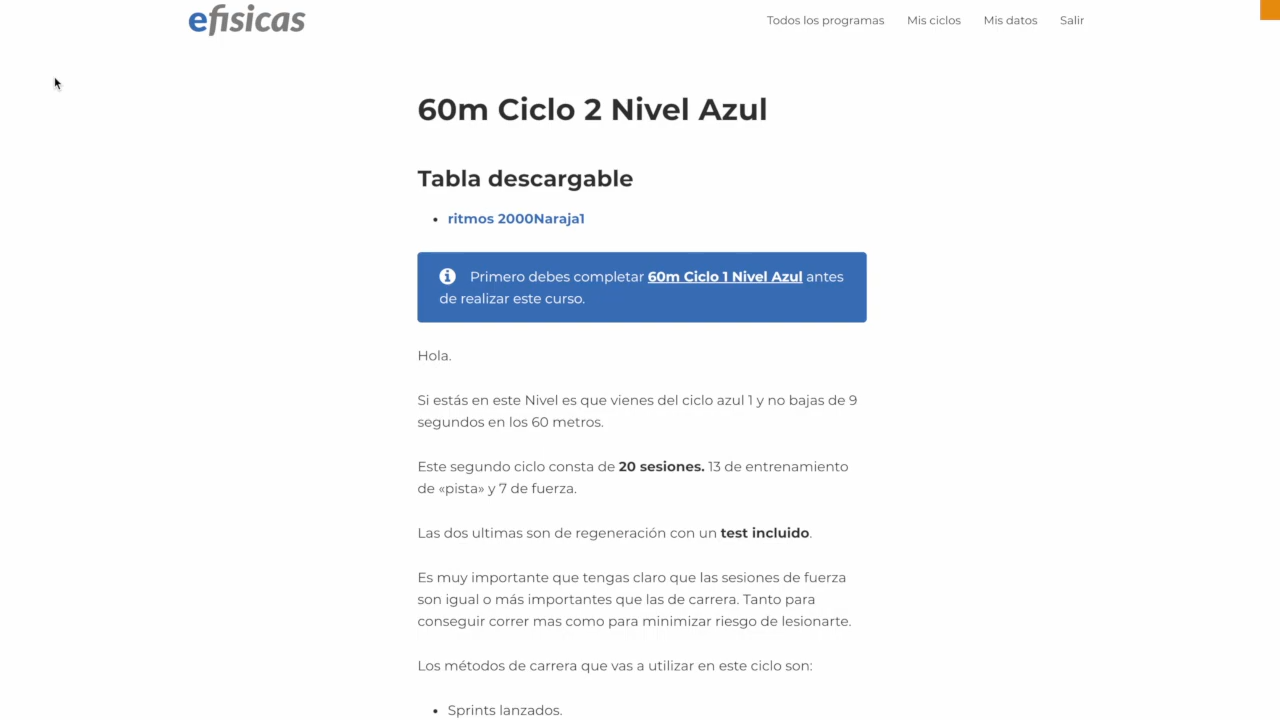 efisicas
Todos los programas Mis ciclos Mis datos Salir
60m Ciclo 2 Nivel Azul
Tabla descargable
• ritmos 2000Naraja1
Primero debes completar 60m Ciclo 1 Nivel Azul antes
de realizar este curso.
Hola.
Si estás en este Nivel es que vienes del ciclo azul 1 y no bajas de 9
segundos en los 60 metros.
Este segundo ciclo consta de 20 sesiones. 13 de entrenamiento
de «pista» y 7 de fuerza.
Las dos ultimas son de regeneración con un test incluido.
Es muy importante que tengas claro que las sesiones de fuerza
son igual o más importantes que las de carrera. Tanto para
conseguir correr mas como para minimizar riesgo de lesionarte.
Los métodos de carrera que vas a utilizar en este ciclo son:
• Sprints lanzados.